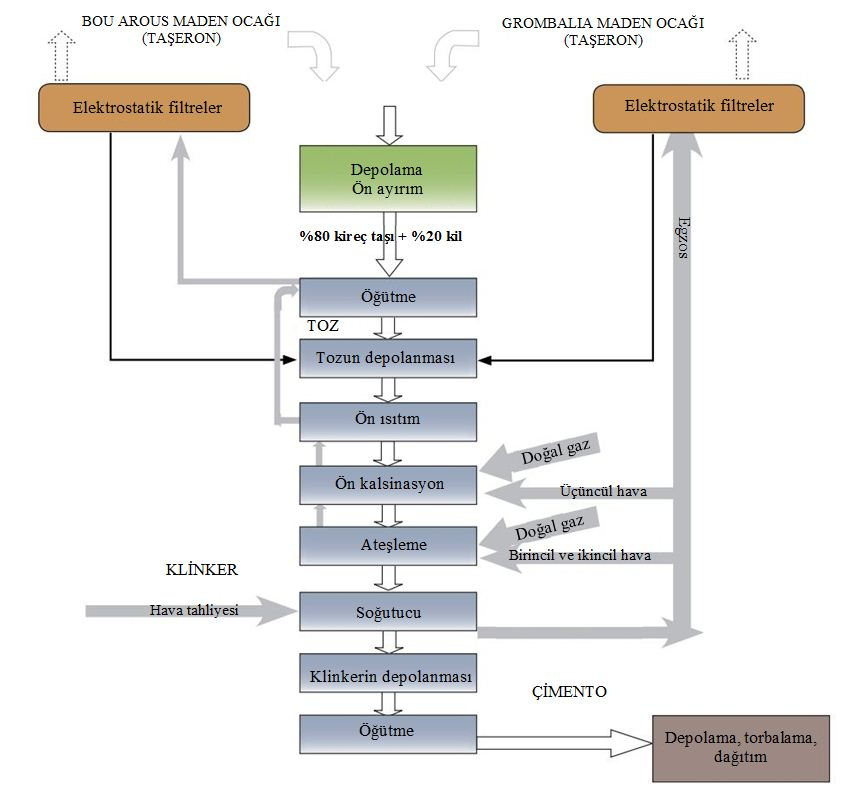 BOU AROUS MADEN OCAĞI
(TAŞERON)
GROMBALIA MADEN OCAĞI
(TAŞERON)
Elektrostatik filtreler
Elektrostatik filtreler
Depolama
Ön ayırım
%80 kireç taşı + %20 kil
Egzos
Öğütme
TOZ
Tozun depolanması
Ön ısıtım
Doğal gaz
Ön kalsinasyon
Üçüncül hava
Doğal gaz
Ateşleme
Birincil ve ikincil hava
KLİNKER
Hava tahliyesi
Soğutucu
Klinkerin depolanması
ÇİMENTO
Öğütme
Depolama, torbalama,
dağıtım